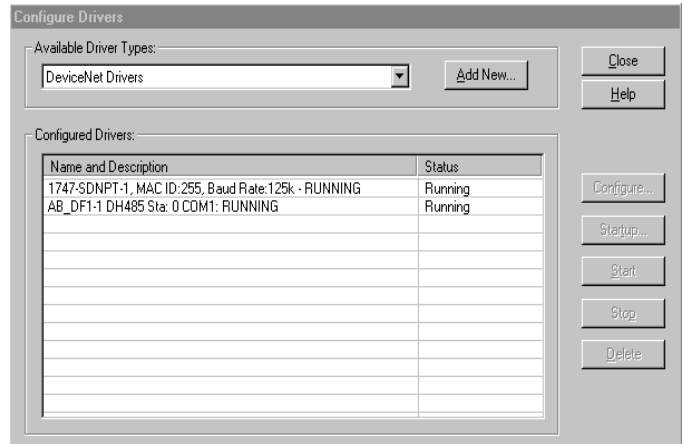 Configure Drivers
Available Driver Types:
DeviceNet Drivers
Add New...
Close
Help
Configured Drivers:
Name and Description Status
1747-SDNPT-1, MAC ID:255, Baud Rate:125k - RUNNING Running
AB_DF1-1 DH485 Sta: 0 COM1: RUNNING Running
Configure...
Startup...
Start
Stop
Delete